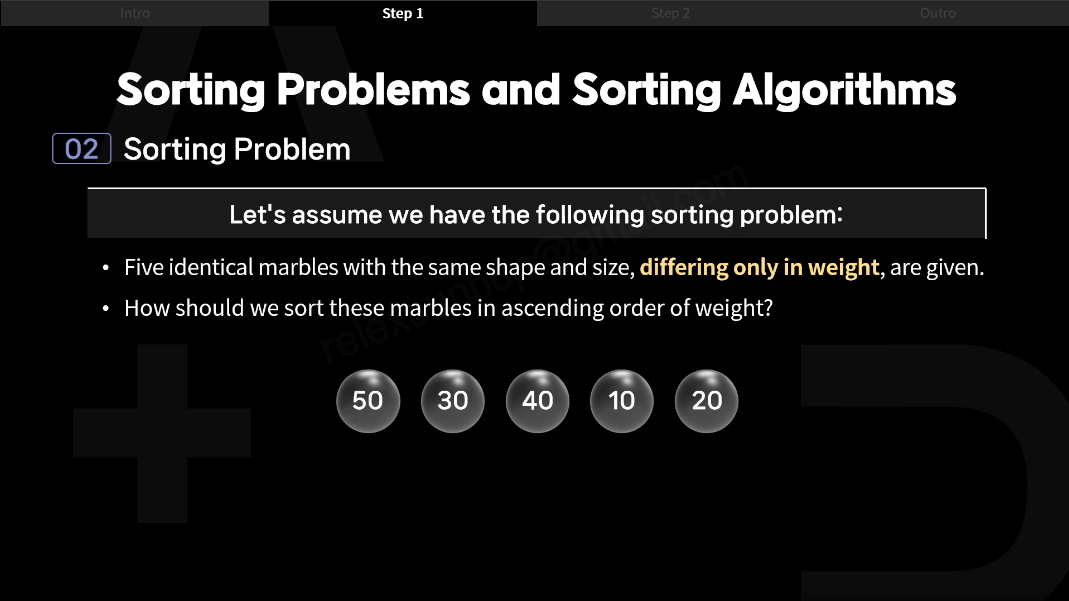 Intro
Step 1
Step 2
Outro
Sorting Problems and Sorting Algorithms
02 Sorting Problem
Let's assume we have the following sorting problem:
• Five identical marbles with the same shape and size, differing only in weight, are given.
• How should we sort these marbles in ascending order of weight?
50 30 40 10 20